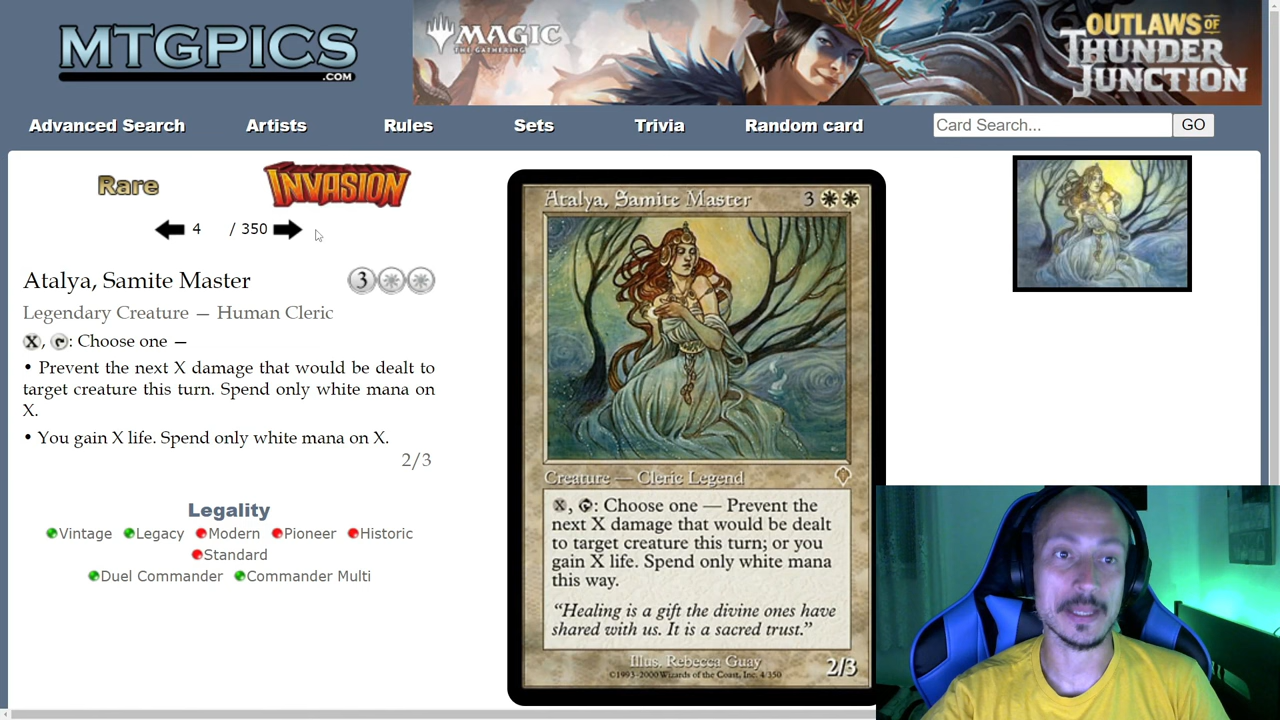 MTGPICS
.COM
MAGIC
THE GATHERING
OUTLAWS OF
THUNDER
JUNCTION
Advanced Search Artists Rules Sets Trivia Random card Card Search... GO
Rare INVASION
4 / 350
Atalya, Samite Master 3
Legendary Creature — Human Cleric
X, : Choose one —
• Prevent the next X damage that would be dealt to
target creature this turn. Spend only white mana on
X.
• You gain X life. Spend only white mana on X.
2/3
Legality
Vintage Legacy Modern Pioneer Historic
Standard
Duel Commander Commander Multi
Atalya, Samite Master 3
Creature — Cleric Legend
X, : Choose one — Prevent the
next X damage that would be dealt
to target creature this turn; or you
gain X life. Spend only white mana
this way.
“Healing is a gift the divine ones have
shared with us. It is a sacred trust.”
Illus. Rebecca Guay
©1993-2000 Wizards of the Coast, Inc. 4/350
2/3